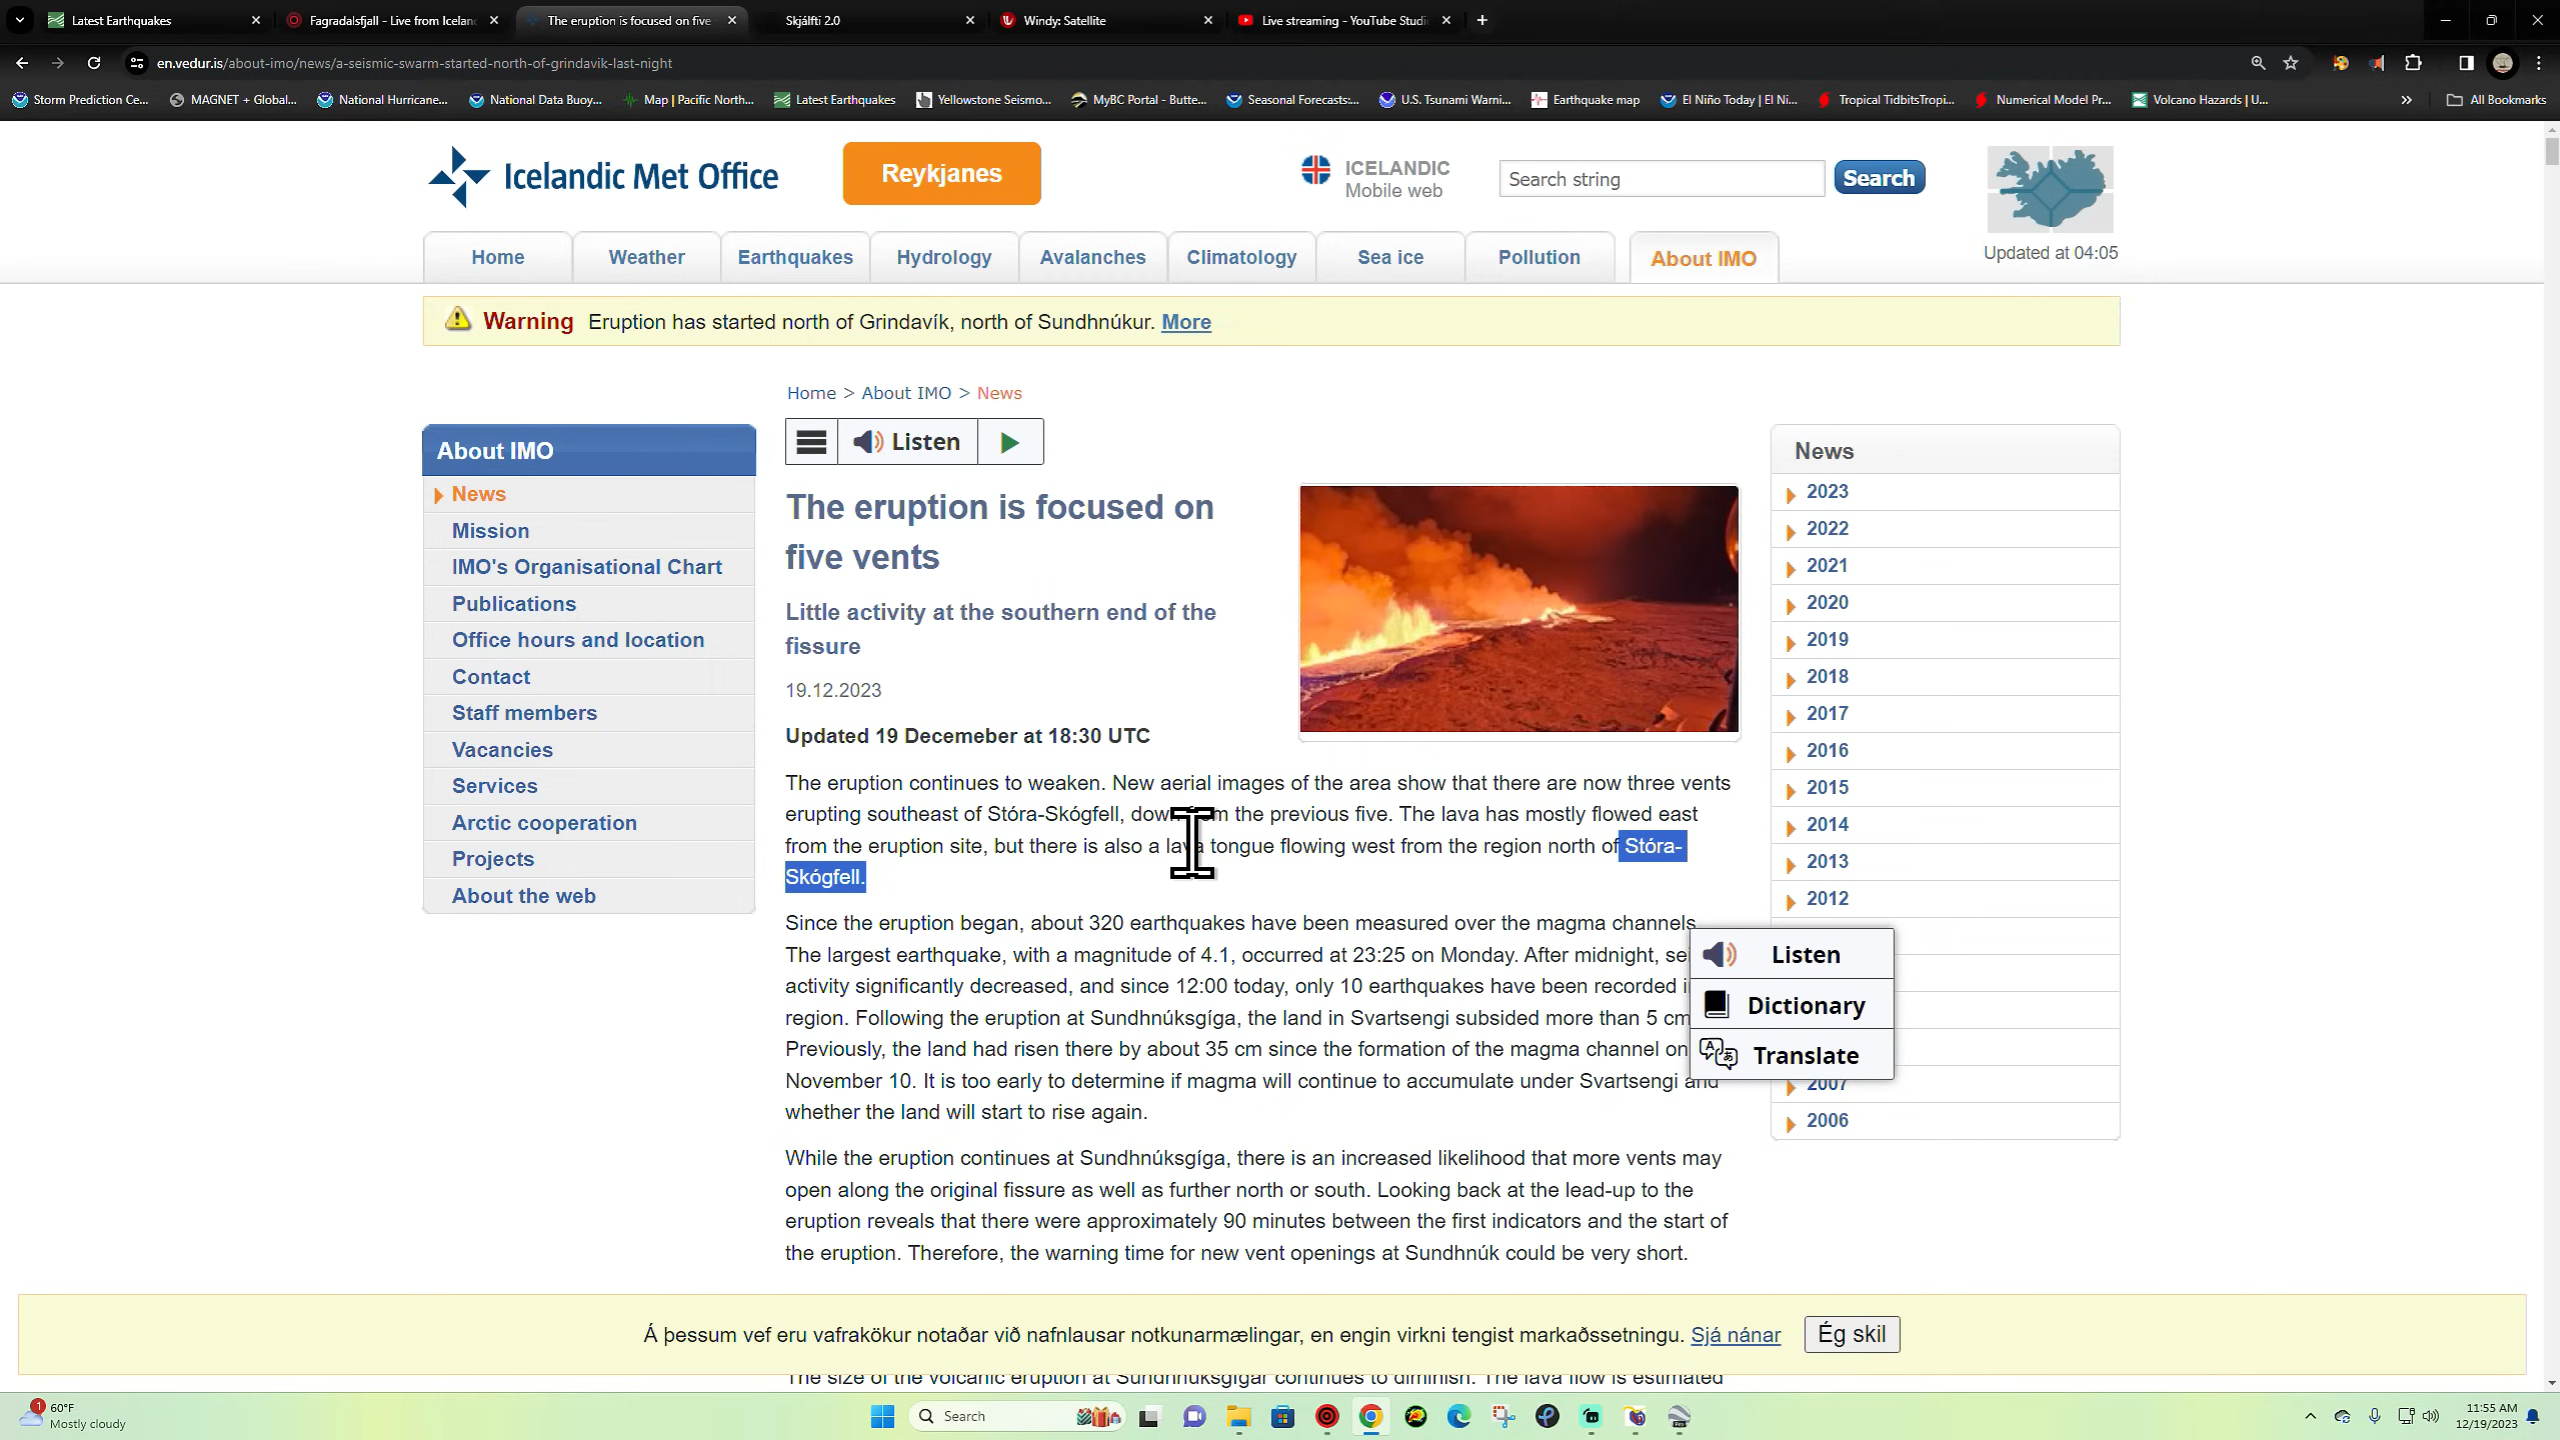 Latest Earthquakes
Fagradalsfjall - Live from Icelan
The eruption is focused on five
Skjálfti 2.0
Windy: Satellite
Live streaming - YouTube Studi
en.vedur.is/about-imo/news/a-seismic-swarm-started-north-of-grindavik-last-night
Storm Prediction Ce...
MAGNET + Global...
National Hurricane...
National Data Buoy...
Map | Pacific North...
Latest Earthquakes
Yellowstone Seismo...
MyBC Portal - Butte...
Seasonal Forecasts:...
U.S. Tsunami Warni...
Earthquake map
El Niño Today | El Ni...
Tropical TidbitsTropi...
Numerical Model Pr...
Volcano Hazards | U...
All Bookmarks
Icelandic Met Office
Reykjanes
ICELANDIC
Mobile web
Search string
Search
Updated at 04:05
Home
Weather
Earthquakes
Hydrology
Avalanches
Climatology
Sea ice
Pollution
About IMO
Warning Eruption has started north of Grindavík, north of Sundhnúkur. More
Home > About IMO > News
About IMO
News
Mission
IMO's Organisational Chart
Publications
Office hours and location
Contact
Staff members
Vacancies
Services
Arctic cooperation
Projects
About the web
Listen
The eruption is focused on
five vents
Little activity at the southern end of the
fissure
19.12.2023
Updated 19 Decemeber at 18:30 UTC
The eruption continues to weaken. New aerial images of the area show that there are now three vents
erupting southeast of Stóra-Skógfell, down from the previous five. The lava has mostly flowed east
from the eruption site, but there is also a lava tongue flowing west from the region north of Stóra-
Skógfell.
Since the eruption began, about 320 earthquakes have been measured over the magma channels.
The largest earthquake, with a magnitude of 4.1, occurred at 23:25 on Monday. After midnight, sei
activity significantly decreased, and since 12:00 today, only 10 earthquakes have been recorded i
region. Following the eruption at Sundhnúksgíga, the land in Svartsengi subsided more than 5 cm
Previously, the land had risen there by about 35 cm since the formation of the magma channel on
November 10. It is too early to determine if magma will continue to accumulate under Svartsengi and
whether the land will start to rise again.
While the eruption continues at Sundhnúksgíga, there is an increased likelihood that more vents may
open along the original fissure as well as further north or south. Looking back at the lead-up to the
eruption reveals that there were approximately 90 minutes between the first indicators and the start of
the eruption. Therefore, the warning time for new vent openings at Sundhnúk could be very short.
News
2023
2022
2021
2020
2019
2018
2017
2016
2015
2014
2013
2012
Listen
Dictionary
Translate
2007
2006
Á þessum vef eru vafrakökur notaðar við nafnlausar notkunarmælingar, en engin virkni tengist markaðssetningu. Sjá nánar
Ég skil
The size of the volcanic eruption at Sundhnúksgígar continues to diminish. The lava flow is estimated
1
60°F
Mostly cloudy
Search
11:55 AM
12/19/2023